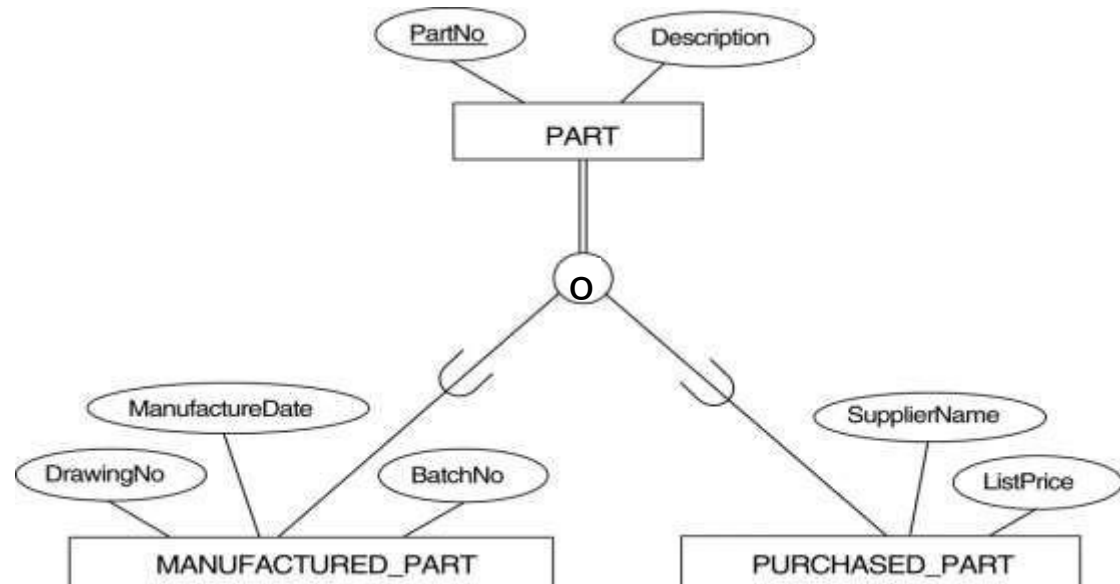 PartNo
Description
PART
O
ManufactureDate
SupplierName
DrawingNo
BatchNo
ListPrice
MANUFACTURED_PART
PURCHASED_PART